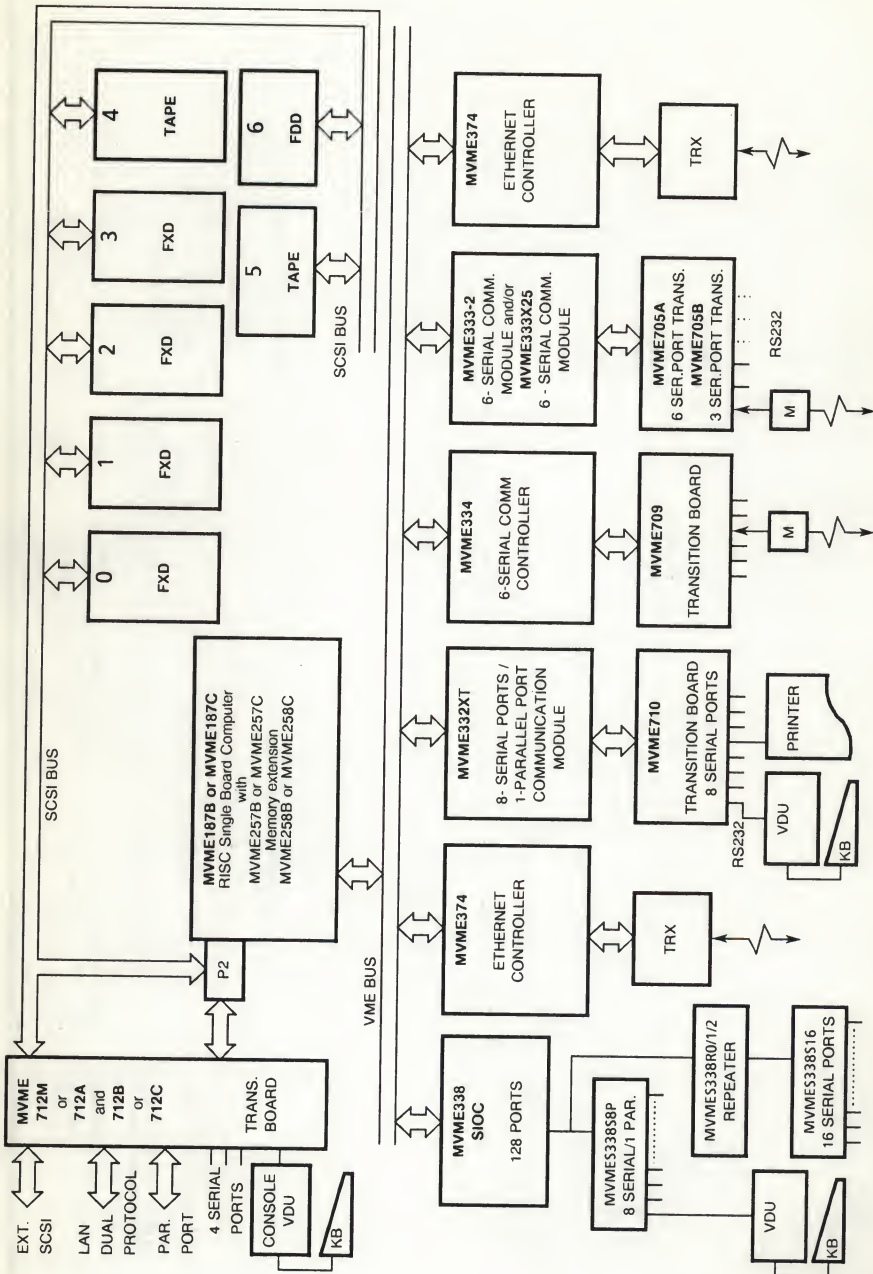 EXT.
SCSI
LAN
DUAL
PROTOCOL
PAR.
PORT
4 SERIAL
PORTS
CONSOLE
VDU
KB
MVME
712M
or
712A
and
712B
or
712C
TRANS.
BOARD
SCSI BUS
P2
MVME187B or MVME187C
RISC Single Board Computer
with
MVME257B or MVME257C
Memory extension
MVME258B or MVME258C
0
FXD
1
FXD
2
FXD
3
FXD
4
TAPE
5
TAPE
6
FDD
SCSI BUS
VME BUS
MVME338
SIOC
128 PORTS
MVMES338S8P
8 SERIAL/1 PAR.
VDU
KB
MVMES338R0/1/2
REPEATER
MVMES338S16
16 SERIAL PORTS
MVME374
ETHERNET
CONTROLLER
TRX
MVME332XT
8- SERIAL PORTS /
1-PARALLEL PORT
COMMUNICATION
MODULE
MVME710
TRANSITION BOARD
8 SERIAL PORTS
RS232
VDU
KB
PRINTER
MVME334
6-SERIAL COMM
CONTROLLER
MVME709
TRANSITION BOARD
M
MVME333-2
6- SERIAL COMM.
MODULE and/or
MVME333X25
6 - SERIAL COMM.
MODULE
MVME705A
6 SER.PORT TRANS.
MVME705B
3 SER.PORT TRANS.
RS232
M
MVME374
ETHERNET
CONTROLLER
TRX